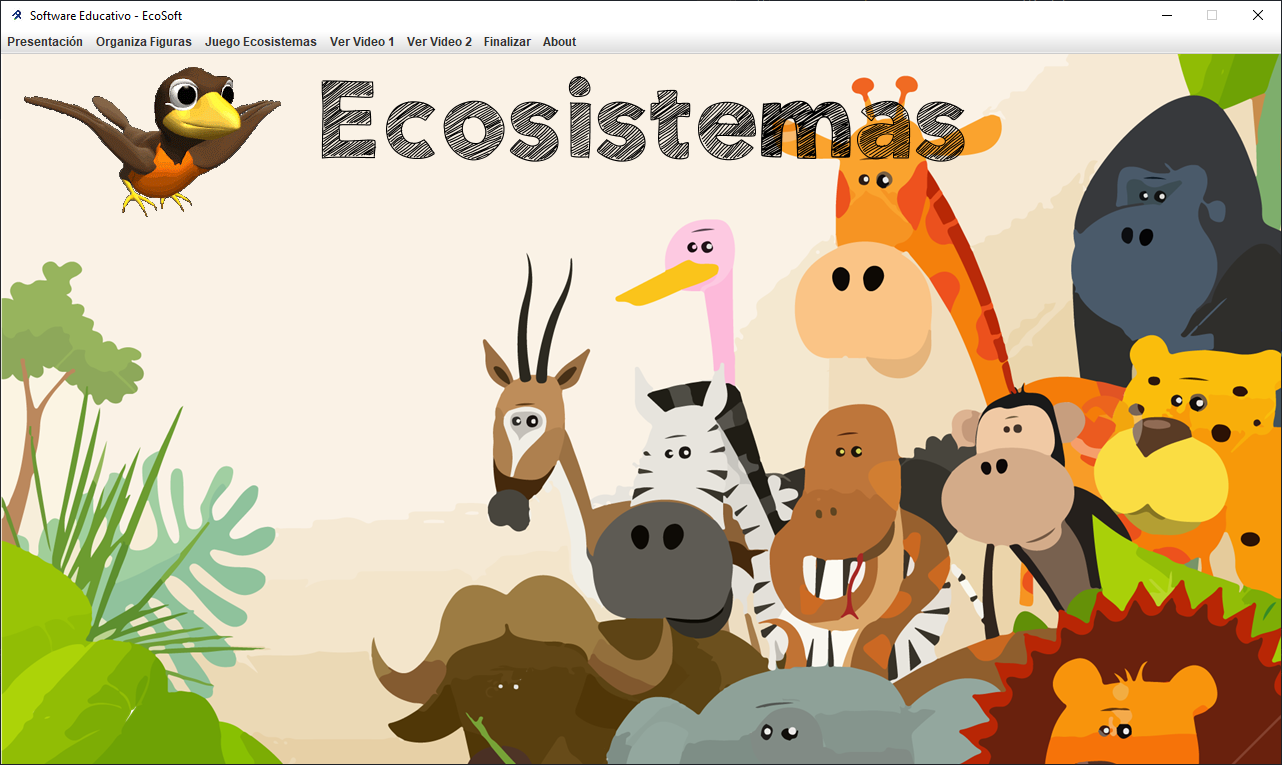 Software Educativo - EcoSoft
Presentación Organiza Figuras Juego Ecosistemas Ver Video 1 Ver Video 2 Finalizar About
Ecosistemas